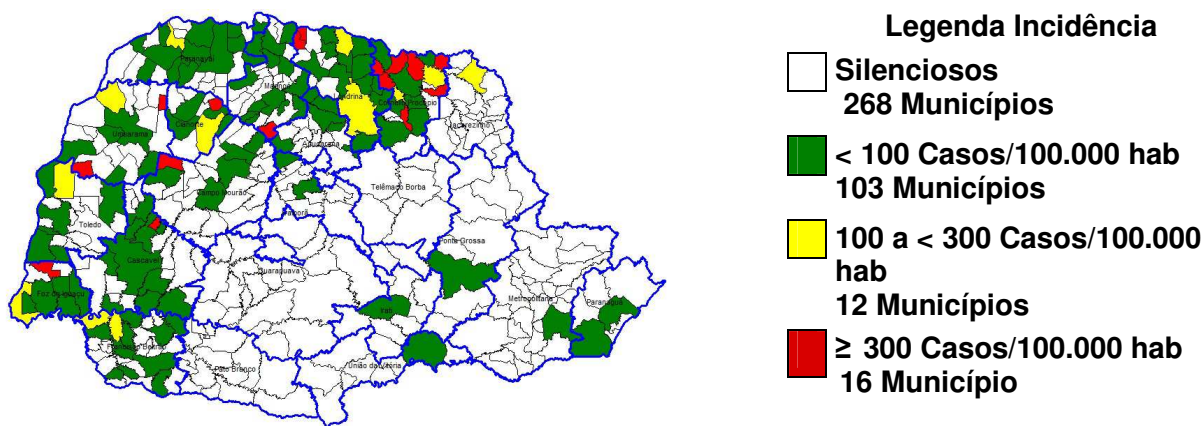 Legenda Incidência
Silenciosos
268 Municípios
< 100 Casos/100.000 hab
103 Municípios
100 a < 300 Casos/100.000
hab
12 Municípios
≥ 300 Casos/100.000 hab
16 Município
Paranavaí
Maringá
Londrina
Cornélio Procópio
Jacarezinho
Umuarama
Cianorte
Apucarana
Campo Mourão
Telêmaco Borba
Ivaiporã
Toledo
Ponta Grossa
Cascavel
Guarapuava
Metropolitana
Paranaguá
Foz do Iguaçu
Irati
Francisco Beltrão
Pato Branco
União da Vitória